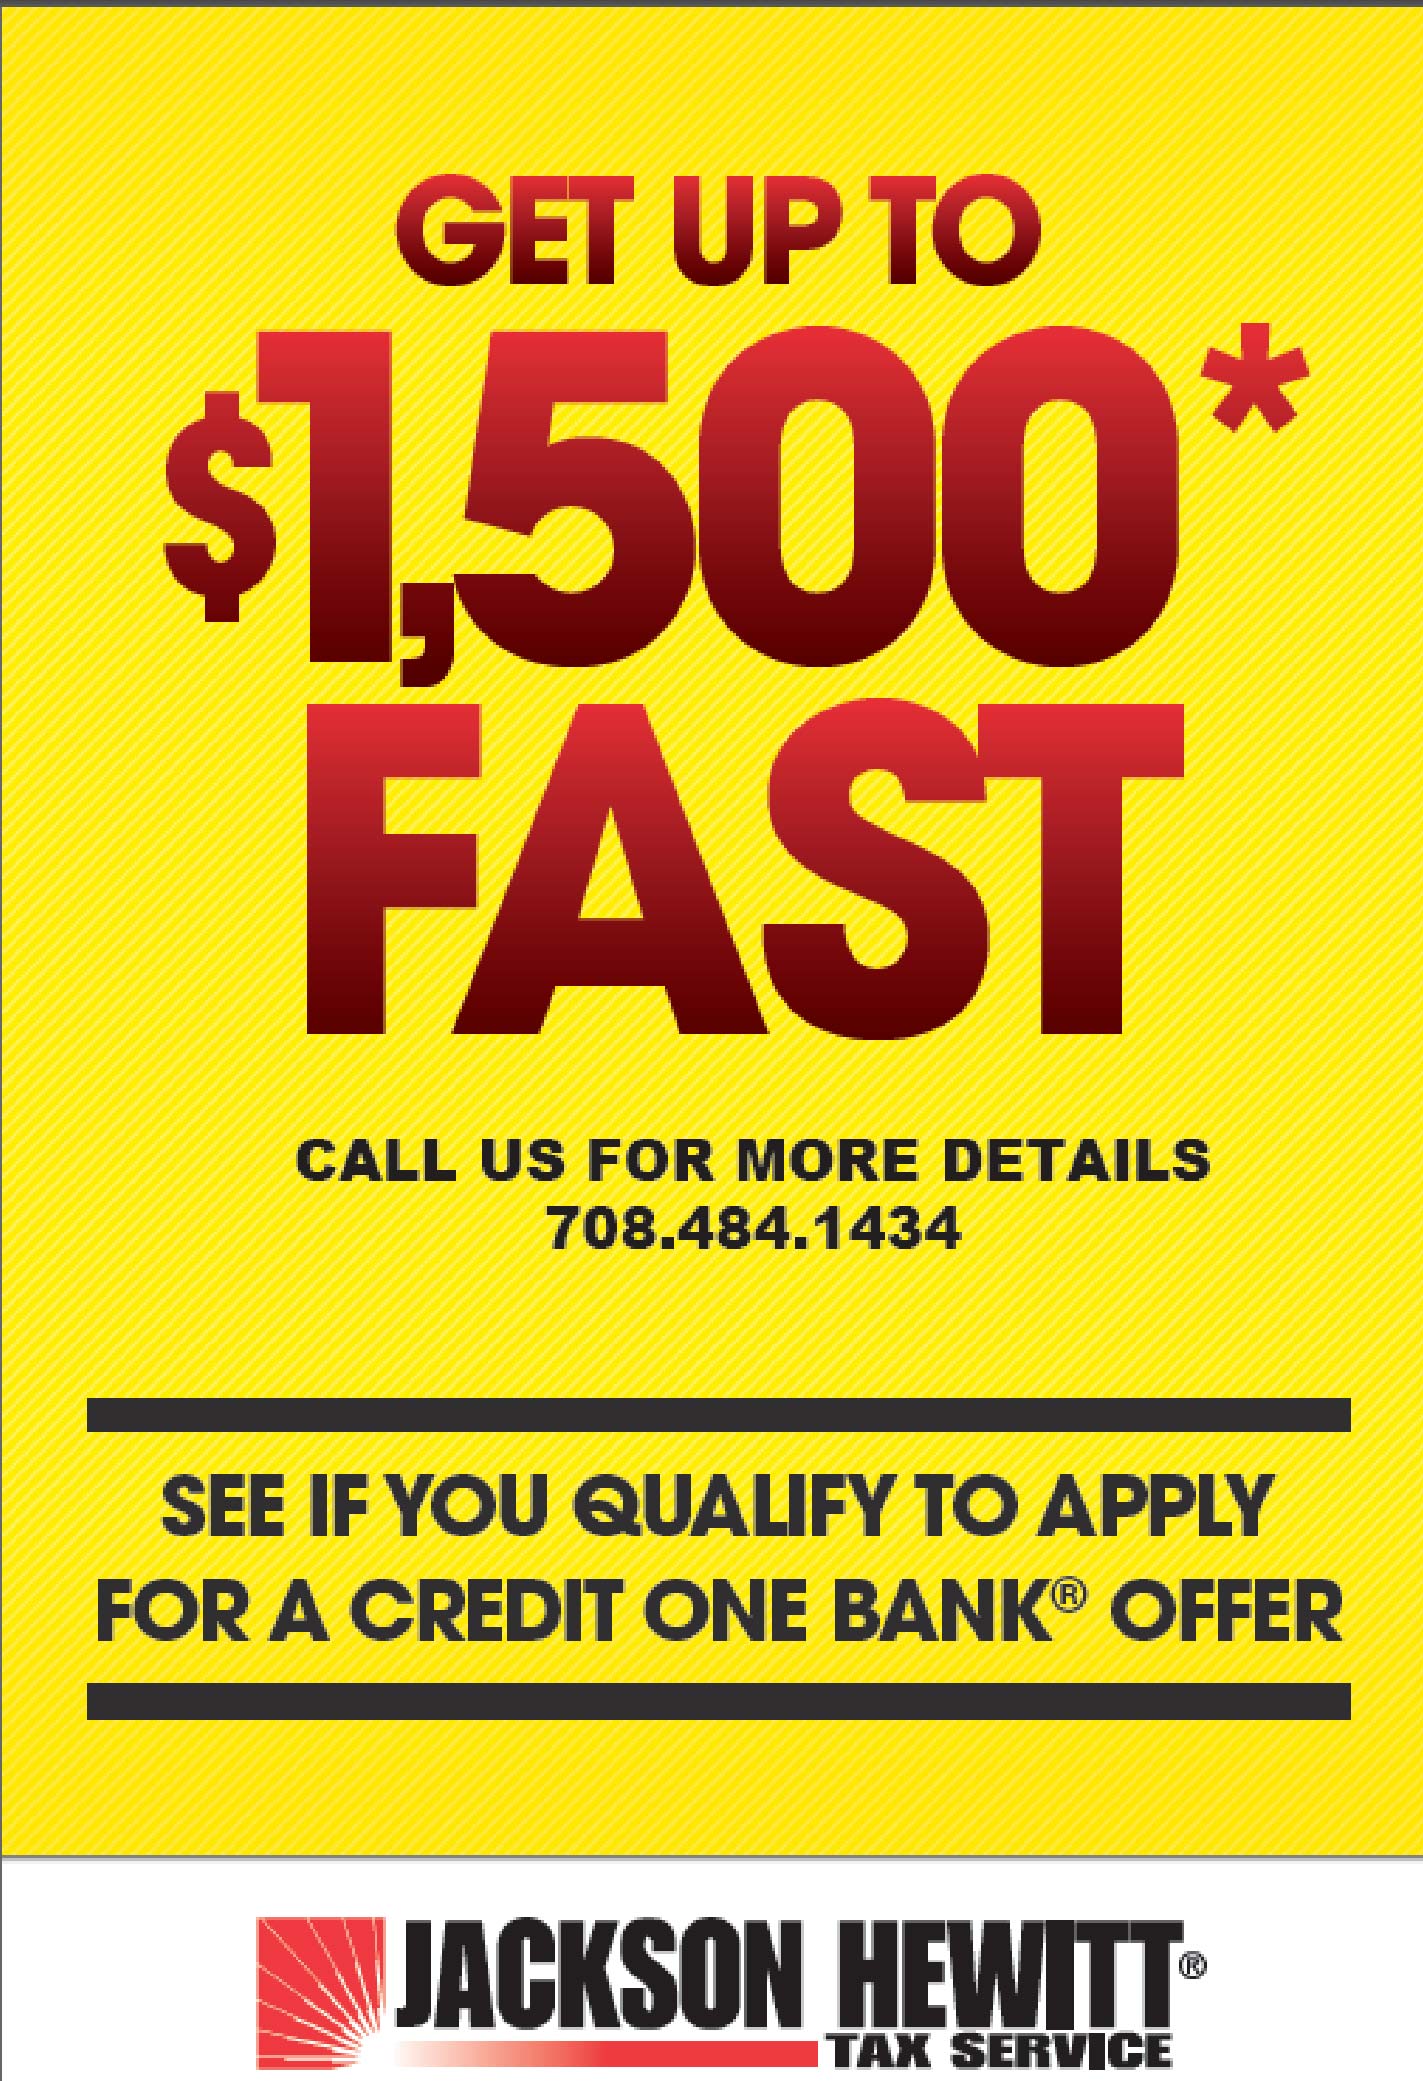 GET UP TO
$1,500*
FAST
CALL US FOR MORE DETAILS
708.484.1434
SEE IF YOU QUALIFY TO APPLY
FOR A CREDIT ONE BANK® OFFER
JACKSON HEWITT®
TAX SERVICE